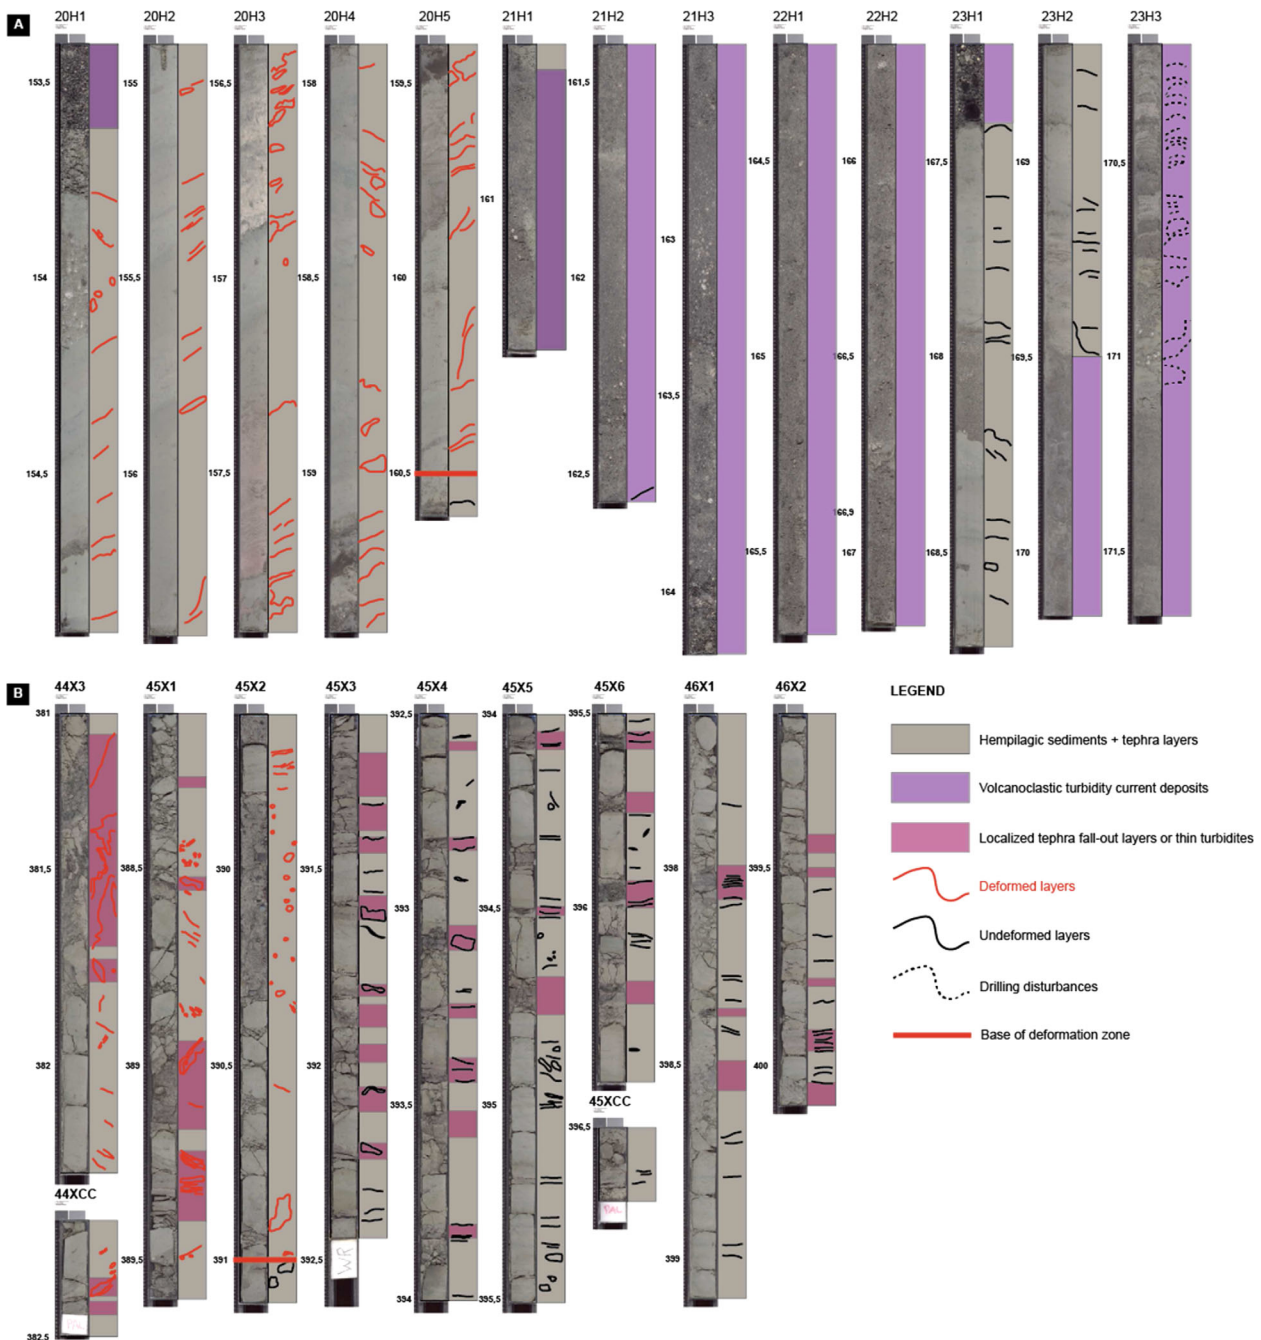 A
20H1 20H2 20H3 20H4 20H5 21H1 21H2 21H3 22H1 22H2 23H1 23H2 23H3
153,5 155 156,5 158 159,5 161,5
164,5 166 167,5 169 170,5
161
163
154 155,5 157 158,5 160 162
165 166,5 168 169,5 171
163,5
154,5 156 157,5 159 160,5 162,5
166,9
165,5 167 168,5 170 171,5
164
B
44X3 45X1 45X2 45X3 45X4 45X5 45X6 46X1 46X2
381 392,5 394 395,5
381,5 388,5 390 391,5 398 399,5
393 394,5 396
382 389 390,5 392 398,5 400
393,5 395
45XCC
396,5
44XCC
PAL
WR
389,5 391 392,5 399
394 395,5
PAL
382,5
LEGEND
Hempilagic sediments + tephra layers
Volcanoclastic turbidity current deposits
Localized tephra fall-out layers or thin turbidites
Deformed layers
Undeformed layers
Drilling disturbances
Base of deformation zone